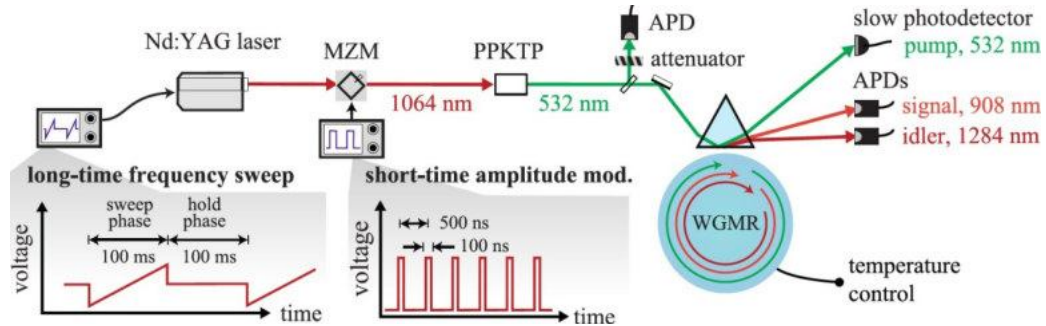 Nd:YAG laser
MZM
PPKTP
APD
attenuator
slow photodetector
pump, 532 nm
APDs
signal, 908 nm
idler, 1284 nm
1064 nm
532 nm
long-time frequency sweep
short-time amplitude mod.
voltage
sweep
phase
hold
phase
100 ms
100 ms
time
voltage
500 ns
100 ns
time
WGMR
temperature
control